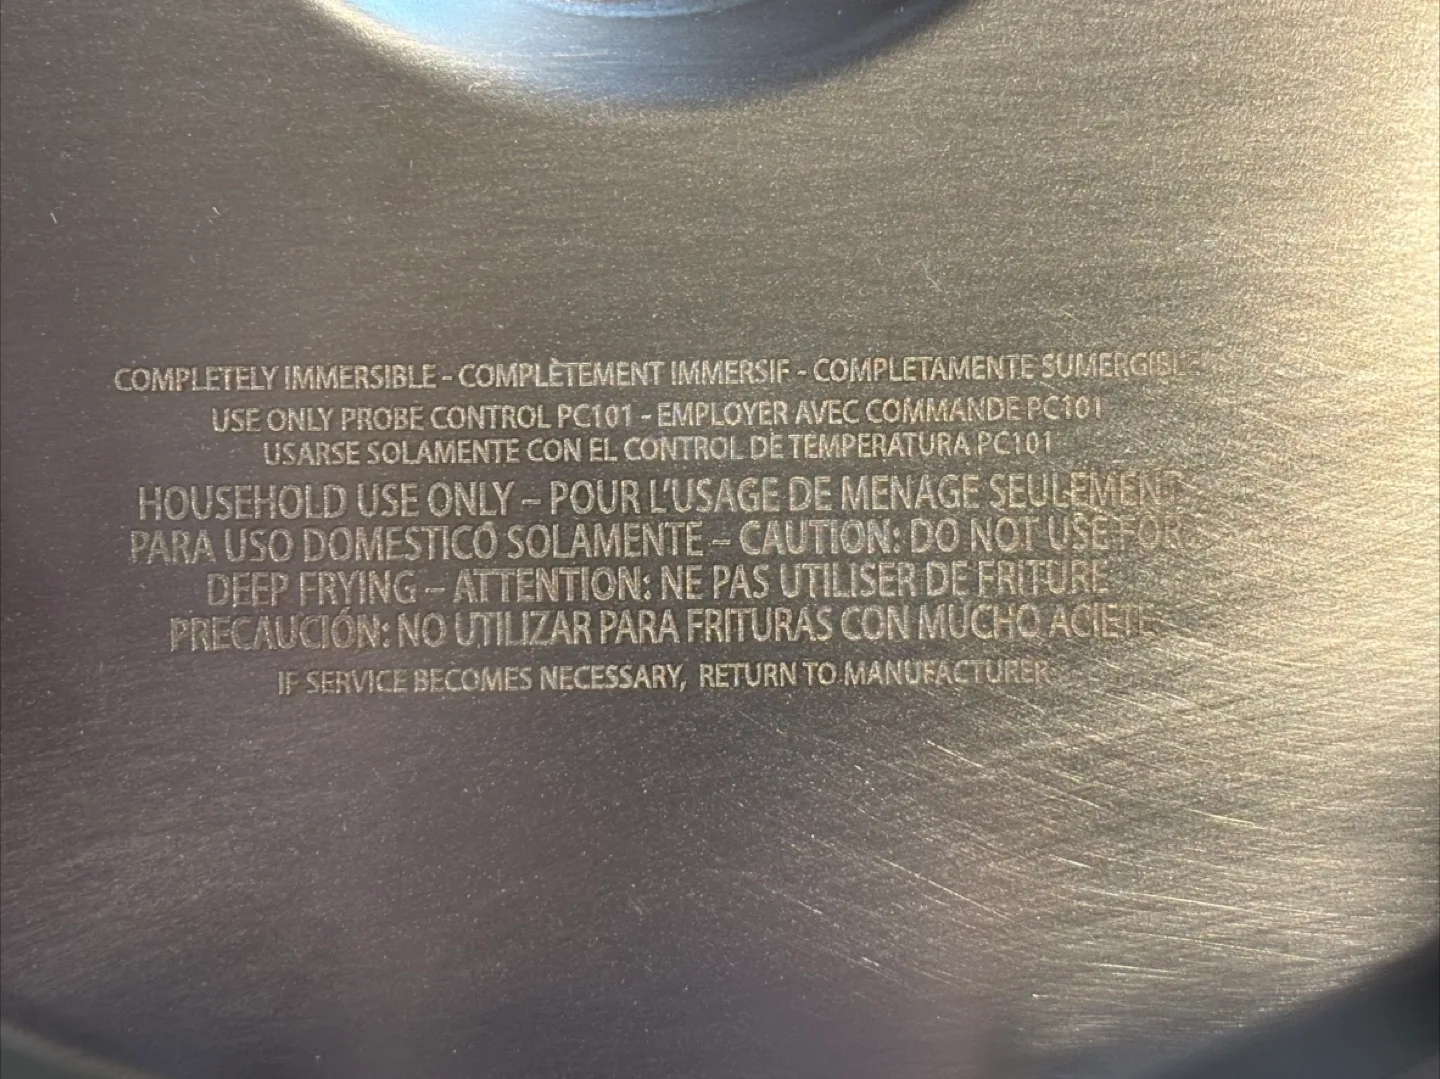 COMPLETELY IMMERSIBLE - COMPLÈTEMENT IMMERSIF - COMPLETAMENTE SUMERGIBLE
USE ONLY PROBE CONTROL PC101 - EMPLOYER AVEC COMMANDE PC101
USARSE SOLAMENTE CON EL CONTROL DE TEMPERATURA PC101
HOUSEHOLD USE ONLY – POUR L'USAGE DE MENAGE SEULEMENT
PARA USO DOMESTICÓ SOLAMENTE – CAUTION: DO NOT USE FOR
DEEP FRYING – ATTENTION: NE PAS UTILISER DE FRITURE
PRECAUCIÓN: NO UTILIZAR PARA FRITURAS CON MUCHO ACIETE
IF SERVICE BECOMES NECESSARY, RETURN TO MANUFACTURER